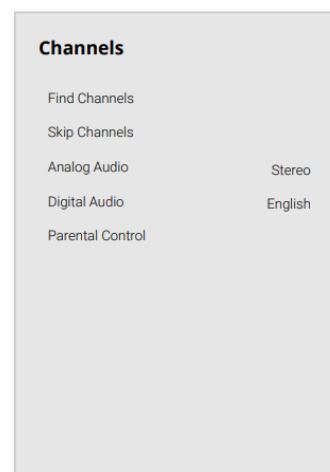 Channels
Find Channels
Skip Channels
Analog Audio Stereo
Digital Audio English
Parental Control